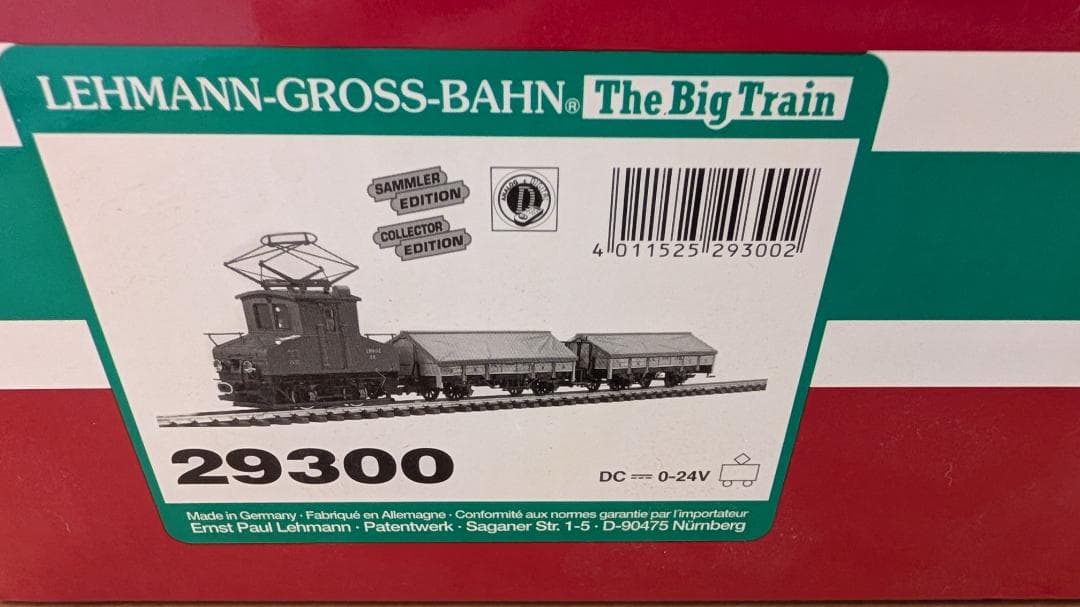 LEHMANN-GROSS-BAHN® The Big Train
SAMMLER
EDITION
COLLECTOR
EDITION
4 011525 293002
29300
DC ⎓ 0-24V
Made in Germany · Fabriqué en Allemagne · Conformité aux normes garantie par l'importateur
Ernst Paul Lehmann · Patentwerk · Saganer Str. 1-5 · D-90475 Nürnberg